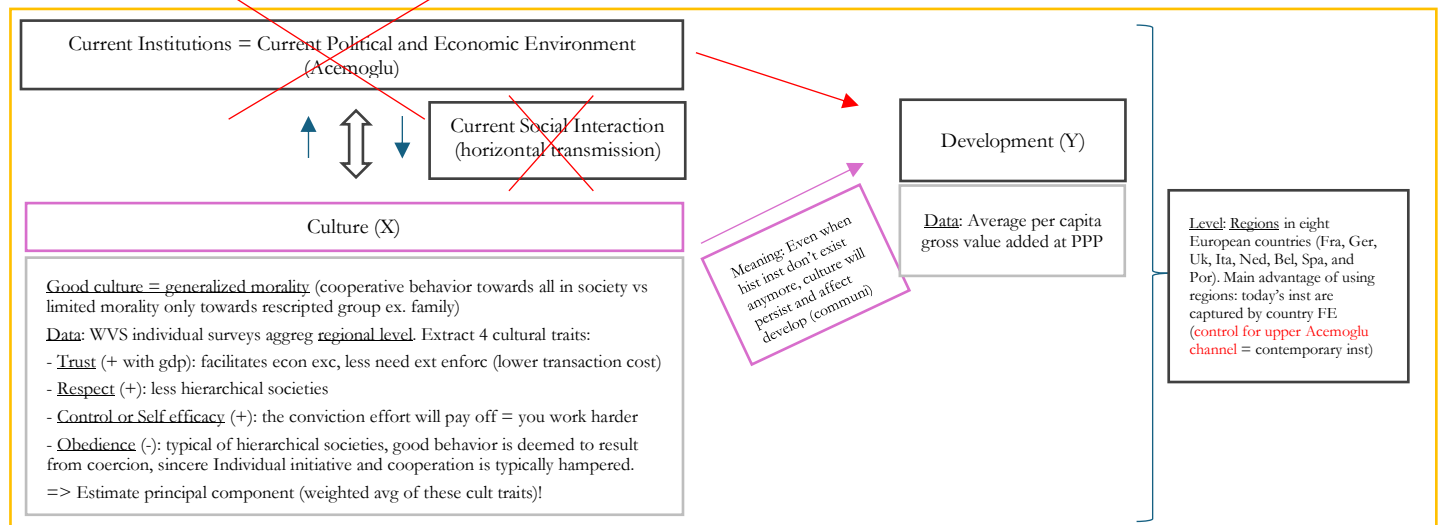 Current Institutions = Current Political and Economic Environment
(Acemoglu)
Current Social Interaction
(horizontal transmission)
Culture (X)
Good culture = generalized morality (cooperative behavior towards all in society vs
limited morality only towards rescripted group ex. family)
Data: WVS individual surveys aggreg regional level. Extract 4 cultural traits:
- Trust (+ with gdp): facilitates econ exc, less need ext enforc (lower transaction cost)
- Respect (+): less hierarchical societies
- Control or Self efficacy (+): the conviction effort will pay off = you work harder
- Obedience (-): typical of hierarchical societies, good behavior is deemed to result
from coercion, sincere Individual initiative and cooperation is typically hampered.
=> Estimate principal component (weighted avg of these cult traits)!
Meaning: Even when
hist inst don't exist
anymore, culture will
persist and affect
develop (communi)
Development (Y)
Data: Average per capita
gross value added at PPP
Level: Regions in eight
European countries (Fra, Ger,
Uk, Ita, Ned, Bel, Spa, and
Por). Main advantage of using
regions: today's inst are
captured by country FE
(control for upper Acemoglu
channel = contemporary inst)